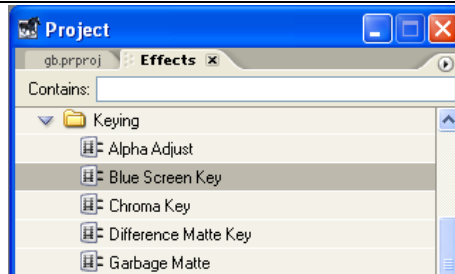 Project
gb.prproj Effects
Contains:
Keying
Alpha Adjust
Blue Screen Key
Chroma Key
Difference Matte Key
Garbage Matte